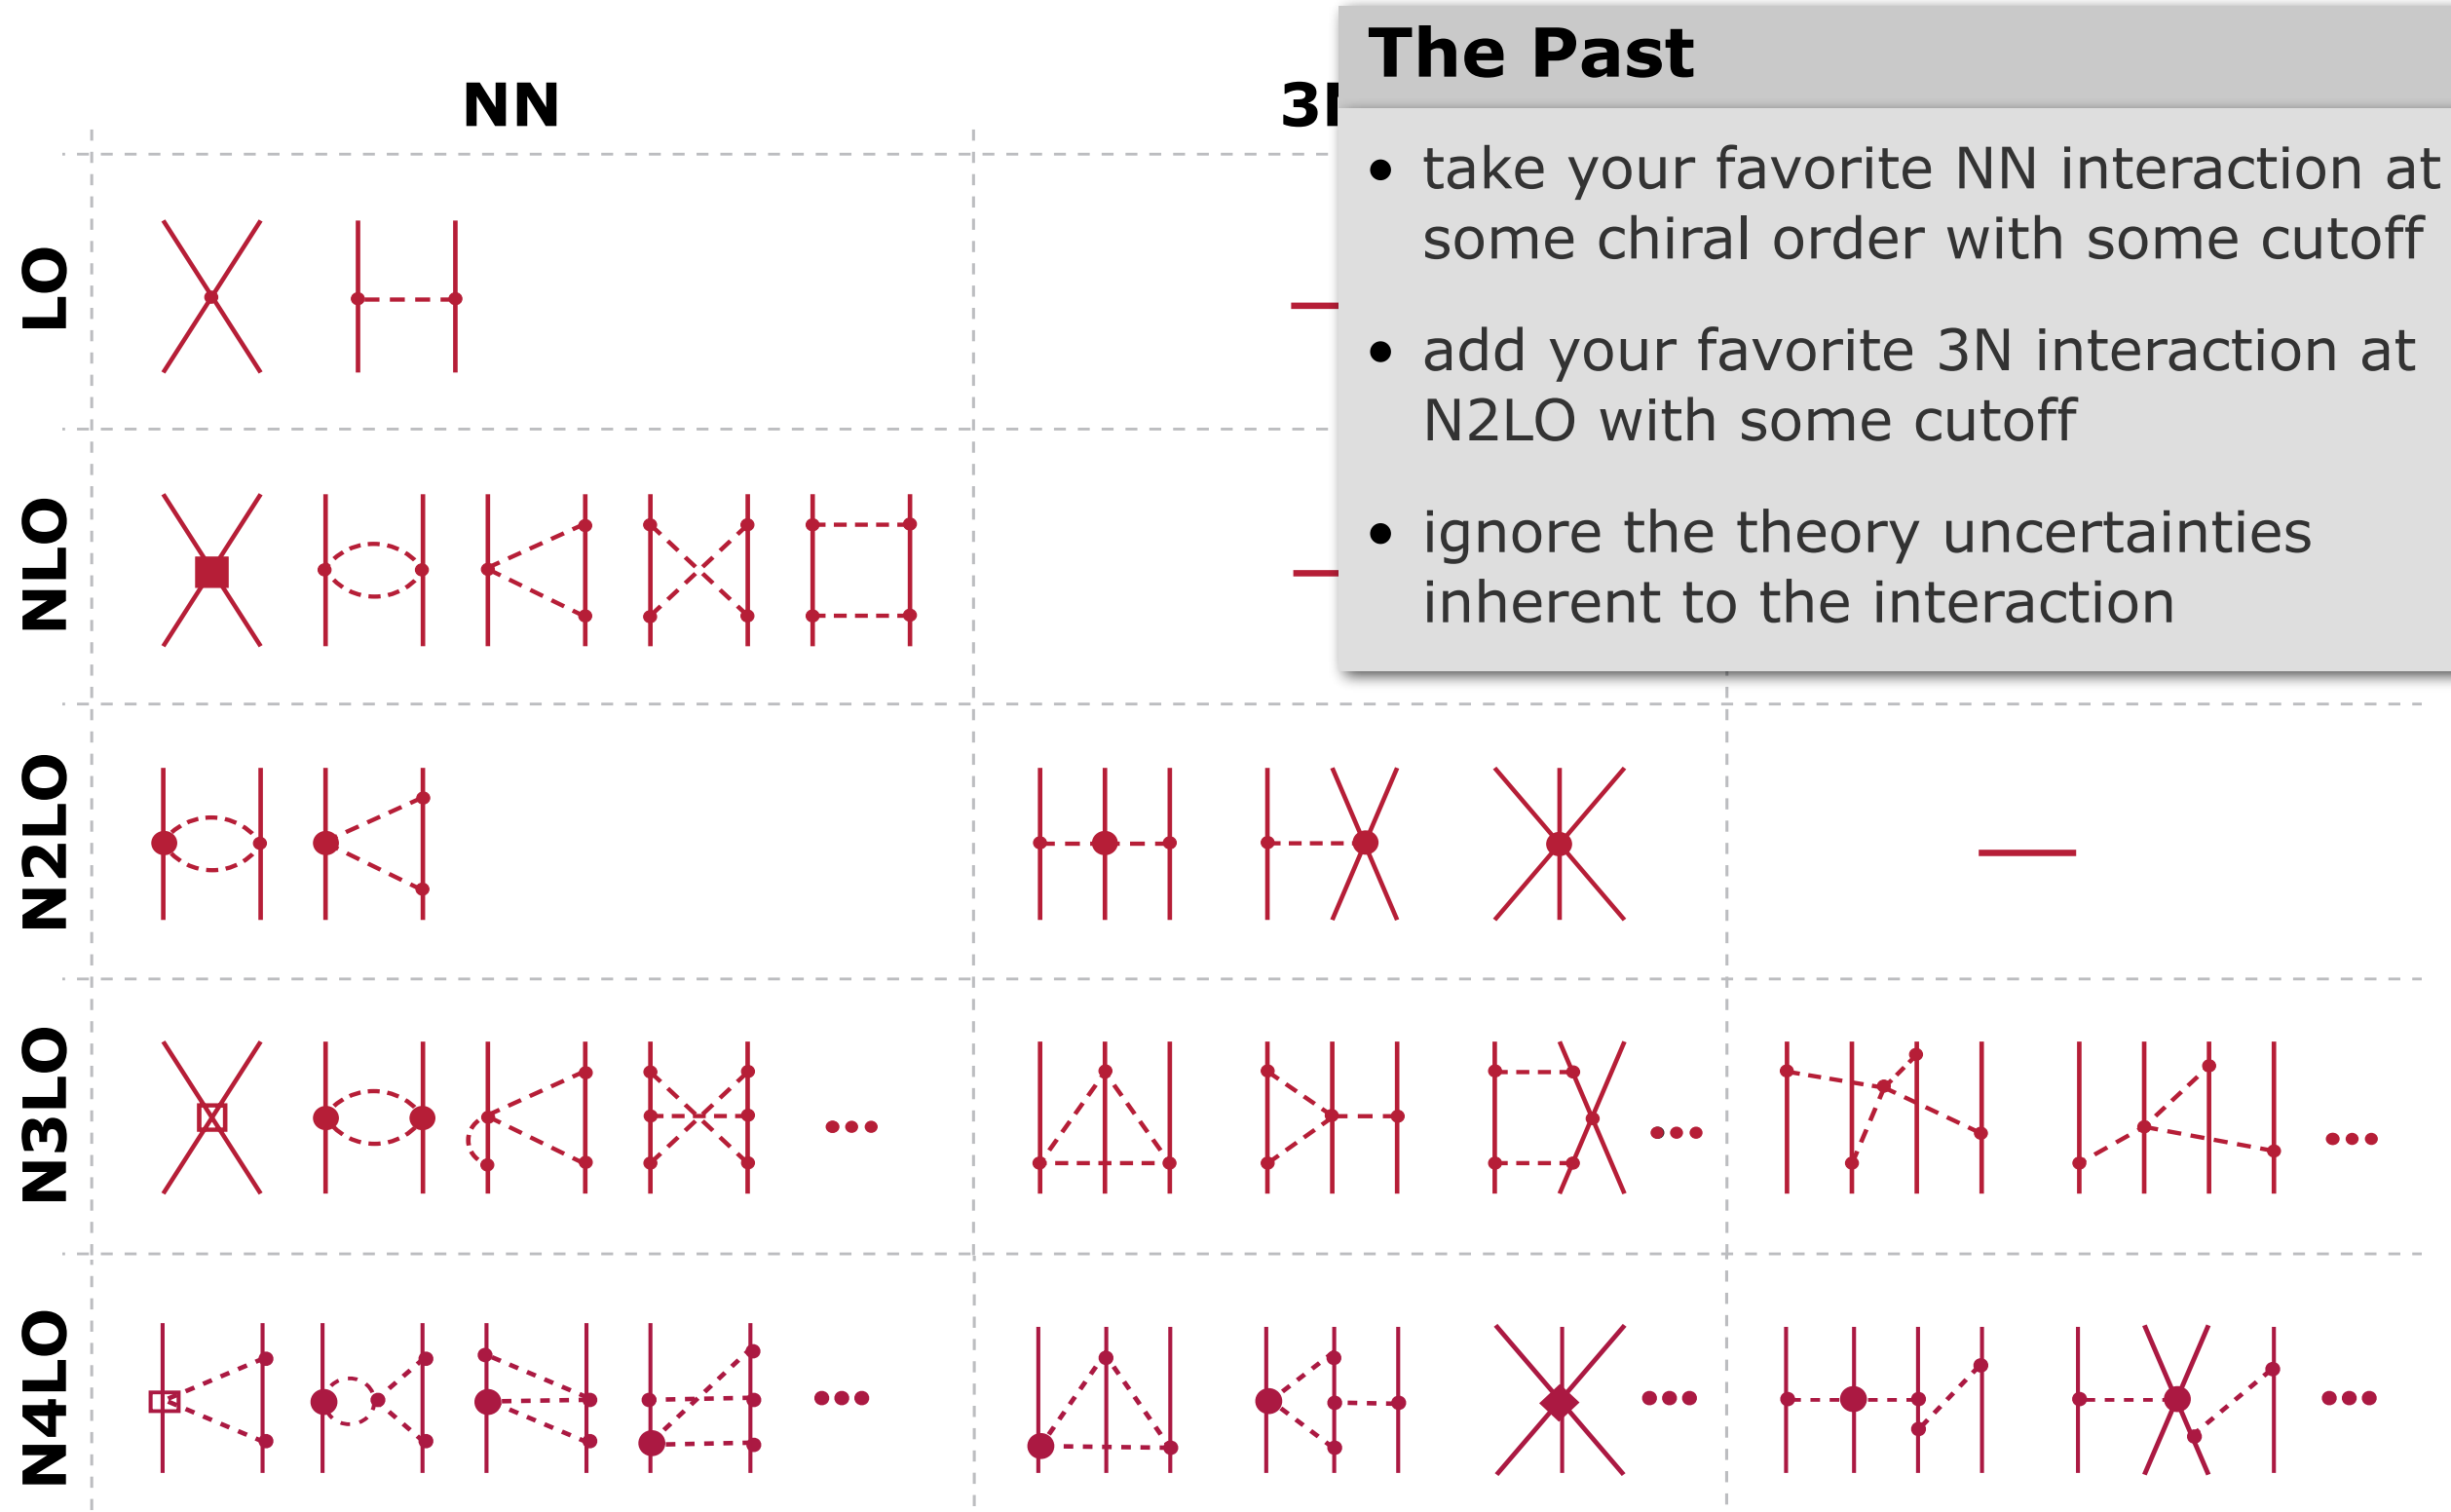 The Past
NN
• take your favorite NN interaction at
some chiral order with some cutoff
• add your favorite 3N interaction at
N2LO with some cutoff
• ignore the theory uncertainties
inherent to the interaction
LO
NLO
N2LO
N3LO
N4LO